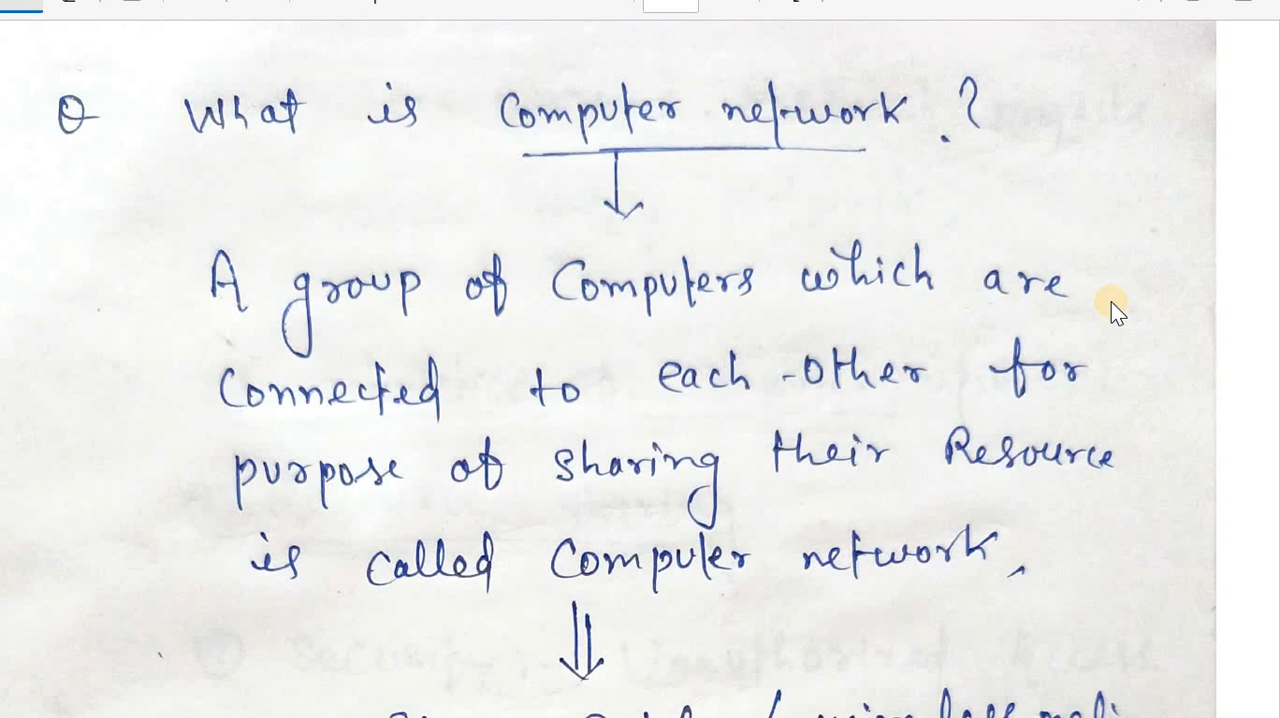 Q What is Computer network ?
A group of Computers which are
Connected to each-other for
purpose of sharing their Resource
is called Computer network.